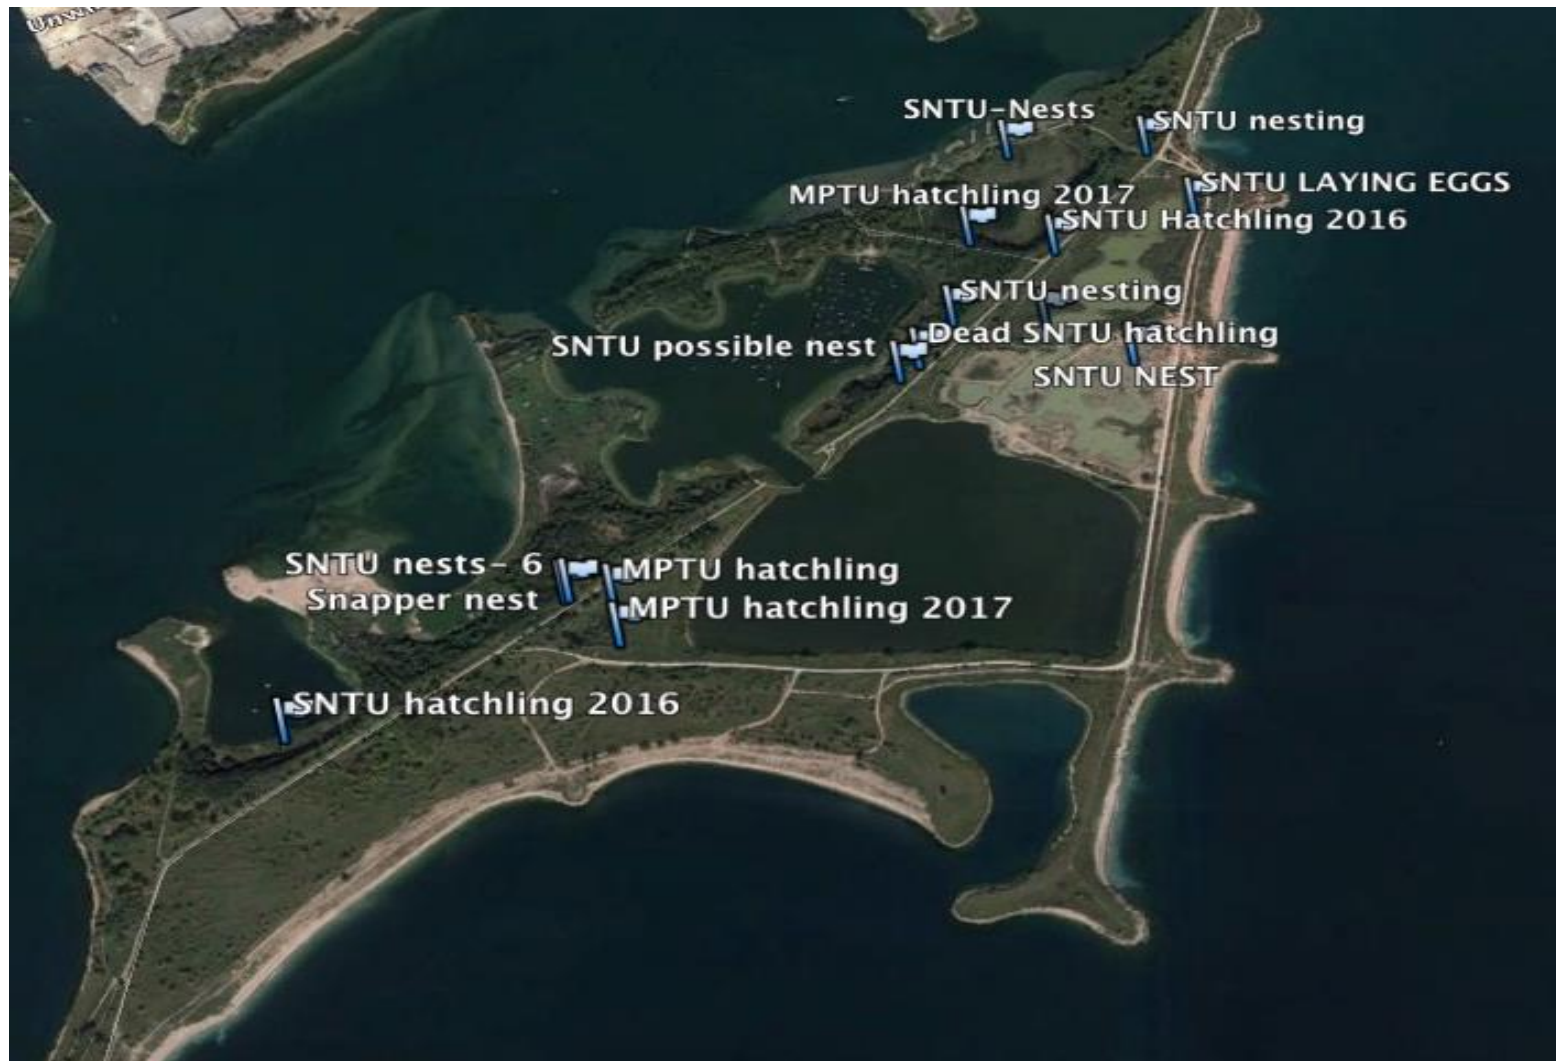 SNTU-Nests
SNTU nesting
SNTU LAYING EGGS
MPTU hatchling 2017
SNTU Hatchling 2016
SNTU nesting
Dead SNTU hatchling
SNTU possible nest
SNTU NEST
SNTU nests- 6
MPTU hatchling
Snapper nest
MPTU hatchling 2017
SNTU hatchling 2016